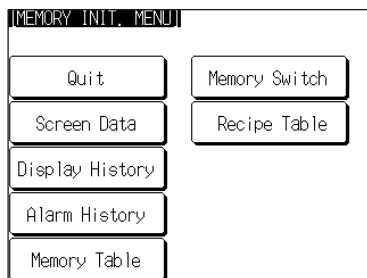 [MEMORY INIT. MENU]
Quit
Memory Switch
Screen Data
Recipe Table
Display History
Alarm History
Memory Table